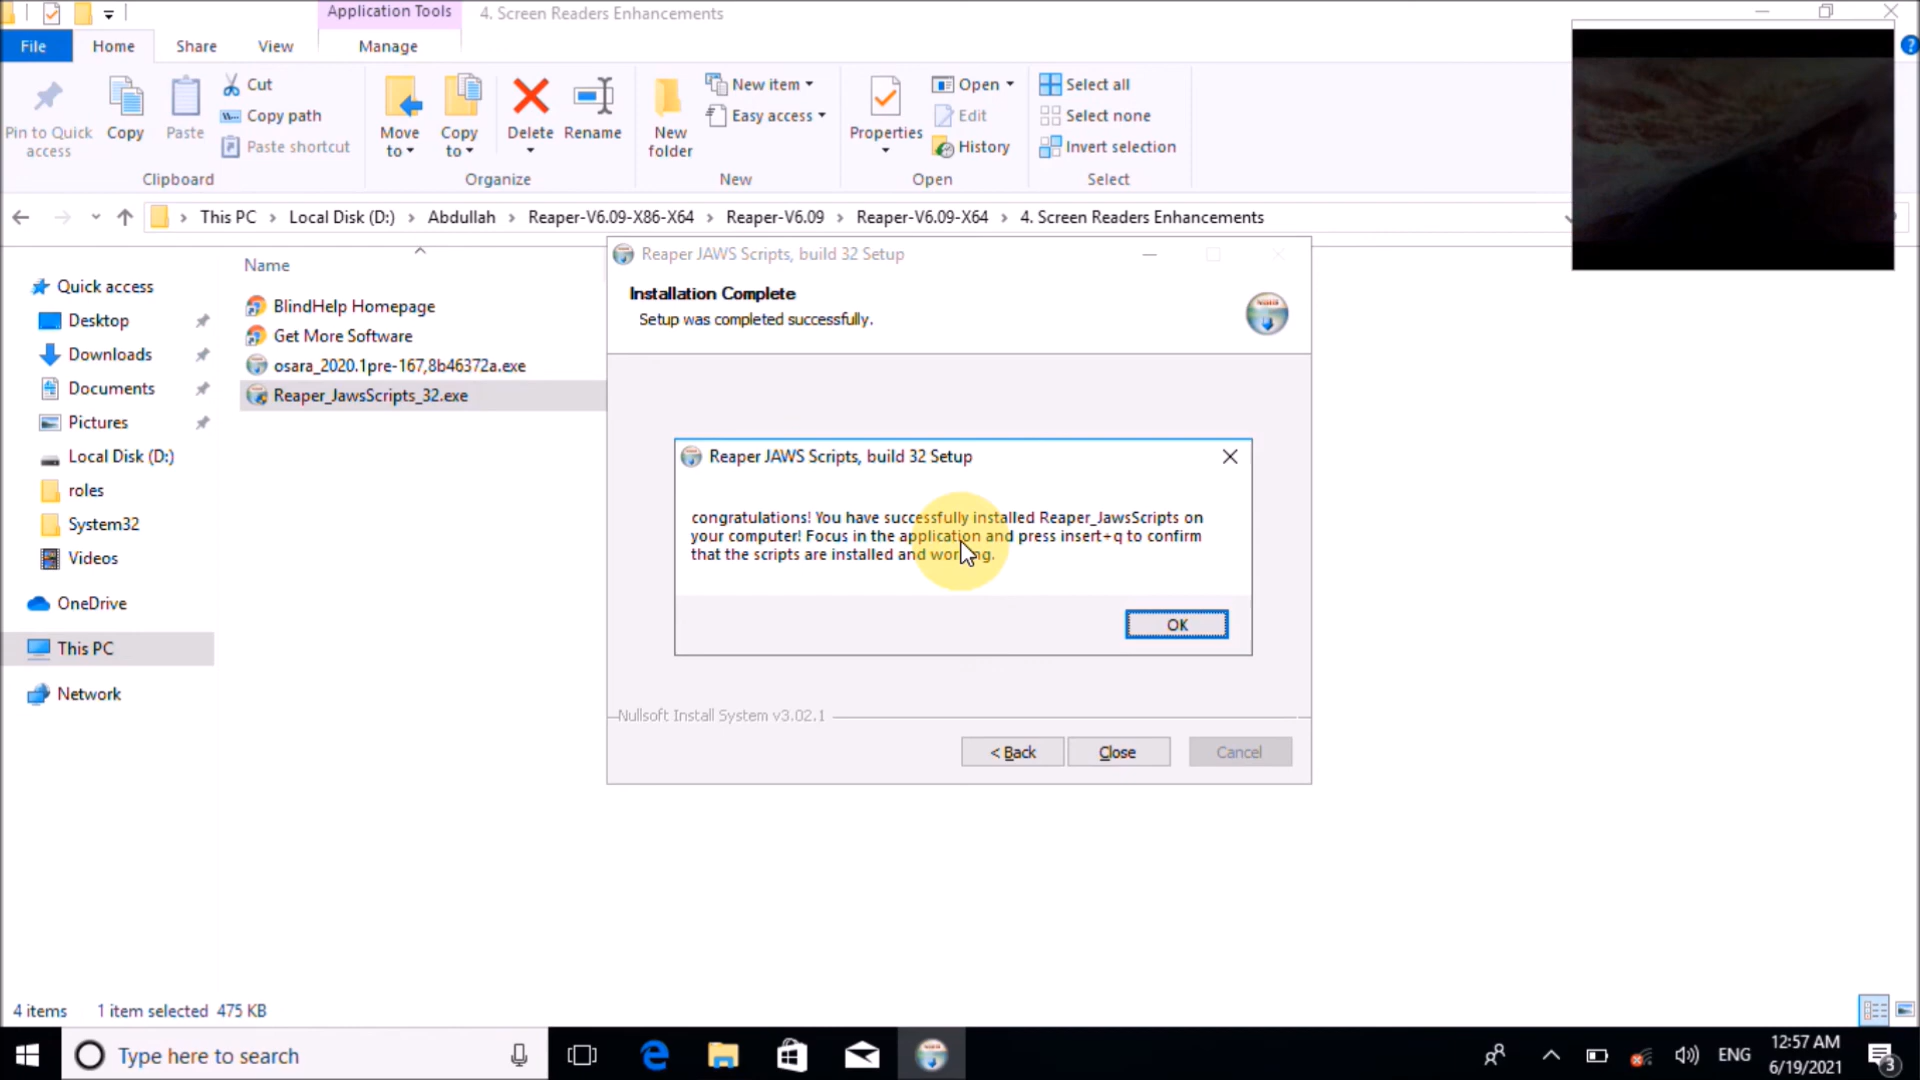 Application Tools
4. Screen Readers Enhancements
File
Home
Share
View
Manage
Pin to Quick access
Copy
Paste
Cut
Copy path
Paste shortcut
Move to
Copy to
Delete
Rename
New folder
New item
Easy access
Properties
Open
Edit
History
Select all
Select none
Invert selection
Clipboard
Organize
New
Open
Select
This PC
Local Disk (D:)
Abdullah
Reaper-V6.09-X86-X64
Reaper-V6.09
Reaper-V6.09-X64
4. Screen Readers Enhancements
Quick access
Desktop
Downloads
Documents
Pictures
Local Disk (D:)
roles
System32
Videos
OneDrive
This PC
Network
Name
BlindHelp Homepage
Get More Software
osara_2020.1pre-167,8b46372a.exe
Reaper_JawsScripts_32.exe
Reaper JAWS Scripts, build 32 Setup
Installation Complete
Setup was completed successfully.
Reaper JAWS Scripts, build 32 Setup
congratulations! You have successfully installed Reaper_JawsScripts on
your computer! Focus in the application and press insert+q to confirm
that the scripts are installed and working.
OK
Nullsoft Install System v3.02.1
< Back
Close
Cancel
4 items
1 item selected 475 KB
Type here to search
ENG
12:57 AM
6/19/2021
3